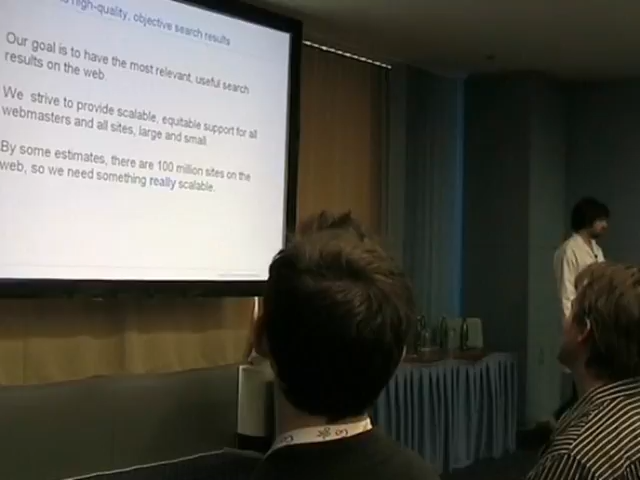 high-quality, objective search results
Our goal is to have the most relevant, useful search
results on the web
We strive to provide scalable, equitable support for all
webmasters and all sites, large and small
By some estimates, there are 100 million sites on the
web, so we need something really scalable.